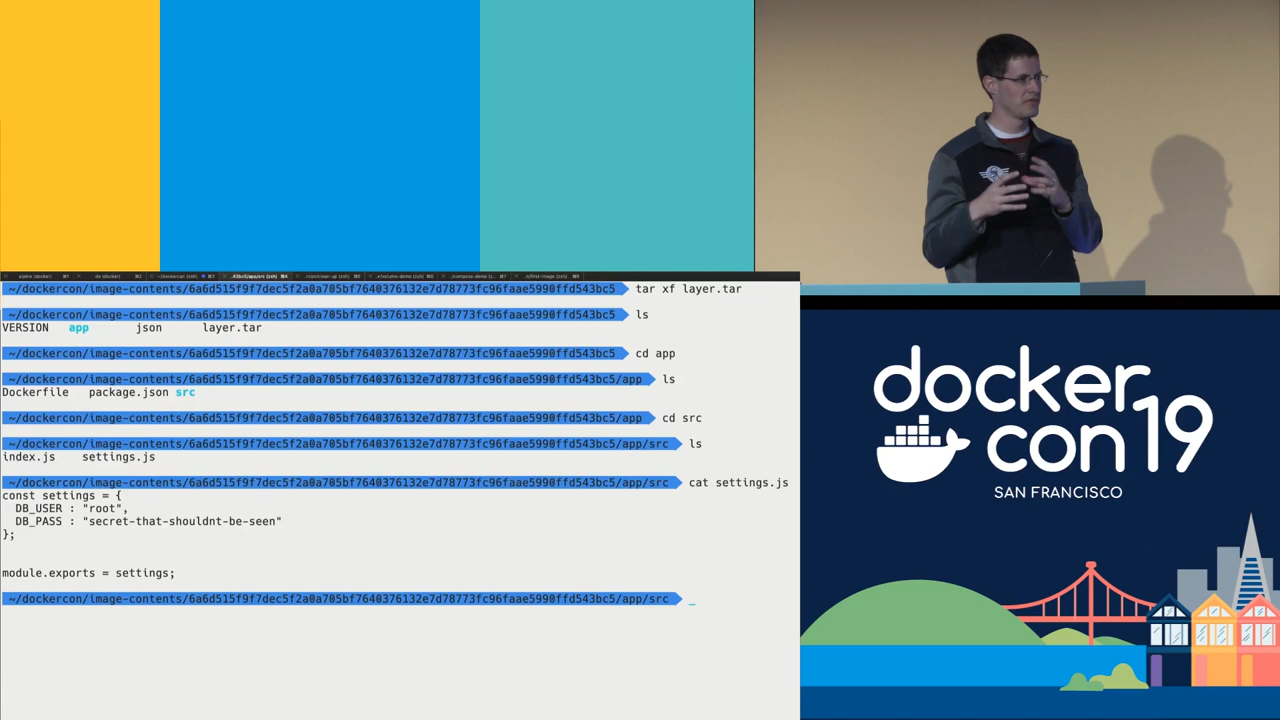 ~/dockercon/image-contents/6a6d515f9f7dec5f2a0a705bf7640376132e7d78773fc96faae5990ffd543bc5 tar xf layer.tar
~/dockercon/image-contents/6a6d515f9f7dec5f2a0a705bf7640376132e7d78773fc96faae5990ffd543bc5 ls
VERSION app json layer.tar
~/dockercon/image-contents/6a6d515f9f7dec5f2a0a705bf7640376132e7d78773fc96faae5990ffd543bc5 cd app
~/dockercon/image-contents/6a6d515f9f7dec5f2a0a705bf7640376132e7d78773fc96faae5990ffd543bc5/app ls
Dockerfile package.json src
~/dockercon/image-contents/6a6d515f9f7dec5f2a0a705bf7640376132e7d78773fc96faae5990ffd543bc5/app cd src
~/dockercon/image-contents/6a6d515f9f7dec5f2a0a705bf7640376132e7d78773fc96faae5990ffd543bc5/app/src ls
index.js settings.js
~/dockercon/image-contents/6a6d515f9f7dec5f2a0a705bf7640376132e7d78773fc96faae5990ffd543bc5/app/src cat settings.js
const settings = {
DB_USER : "root",
DB_PASS : "secret-that-shouldnt-be-seen"
};
module.exports = settings;
~/dockercon/image-contents/6a6d515f9f7dec5f2a0a705bf7640376132e7d78773fc96faae5990ffd543bc5/app/src _
docker
con 19
SAN FRANCISCO